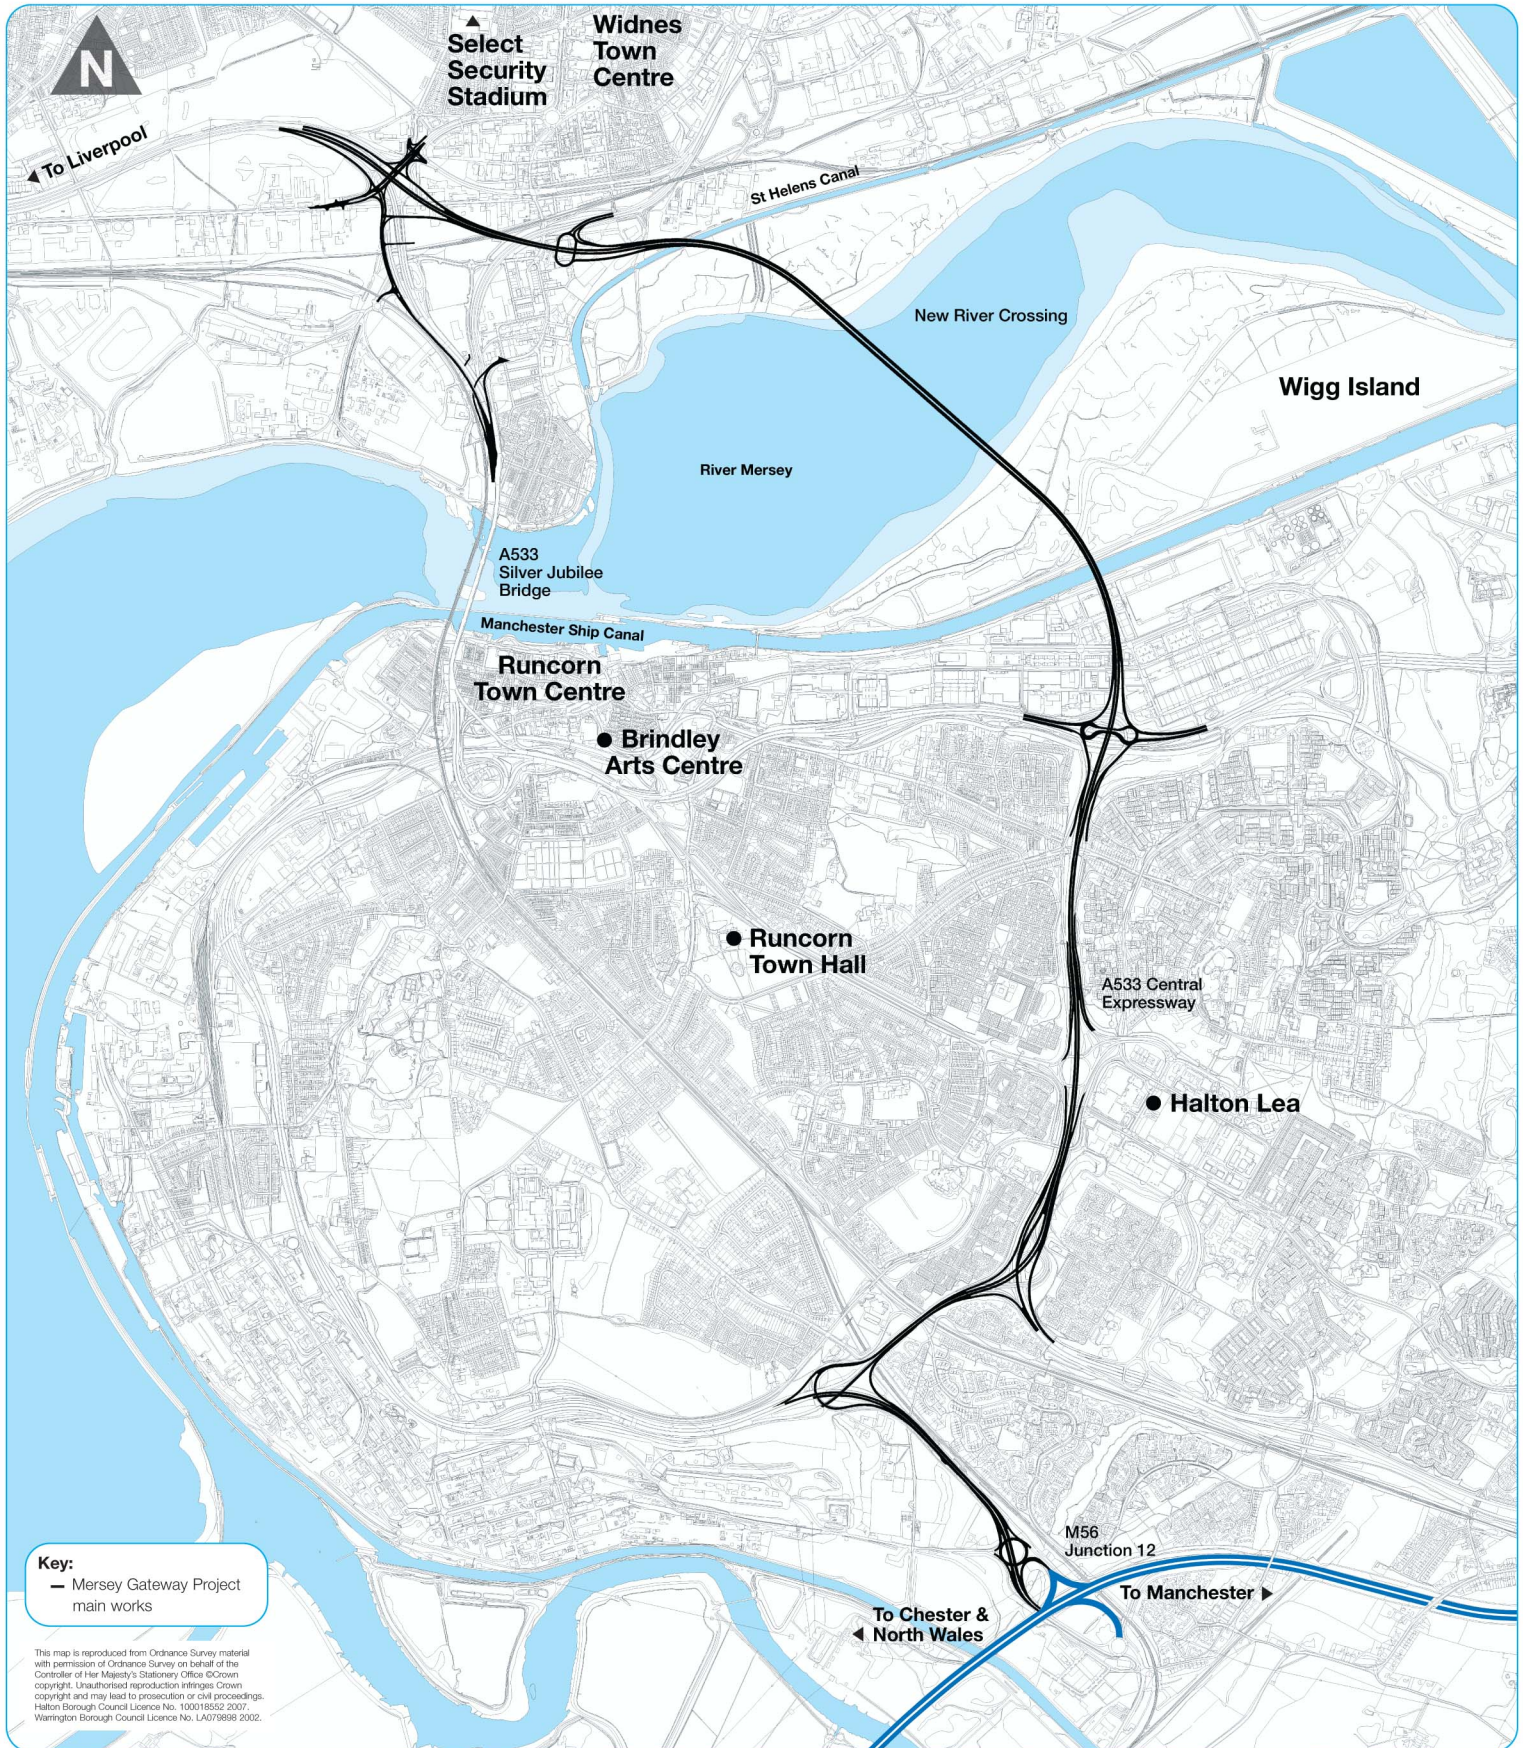 N
Select
Security
Stadium
Widnes
Town
Centre
To Liverpool
St Helens Canal
New River Crossing
Wigg Island
River Mersey
A533
Silver Jubilee
Bridge
Manchester Ship Canal
Runcorn
Town Centre
Brindley
Arts Centre
Runcorn
Town Hall
A533 Central
Expressway
Halton Lea
M56
Junction 12
To Manchester
To Chester &
North Wales
Key:
Mersey Gateway Project
main works
This map is reproduced from Ordnance Survey material
with permission of Ordnance Survey on behalf of the
Controller of Her Majesty's Stationery Office ©Crown
copyright. Unauthorised reproduction infringes Crown
copyright and may lead to prosecution or civil proceedings.
Halton Borough Council Licence No. 100018552 2007.
Warrington Borough Council Licence No. LA079898 2002.